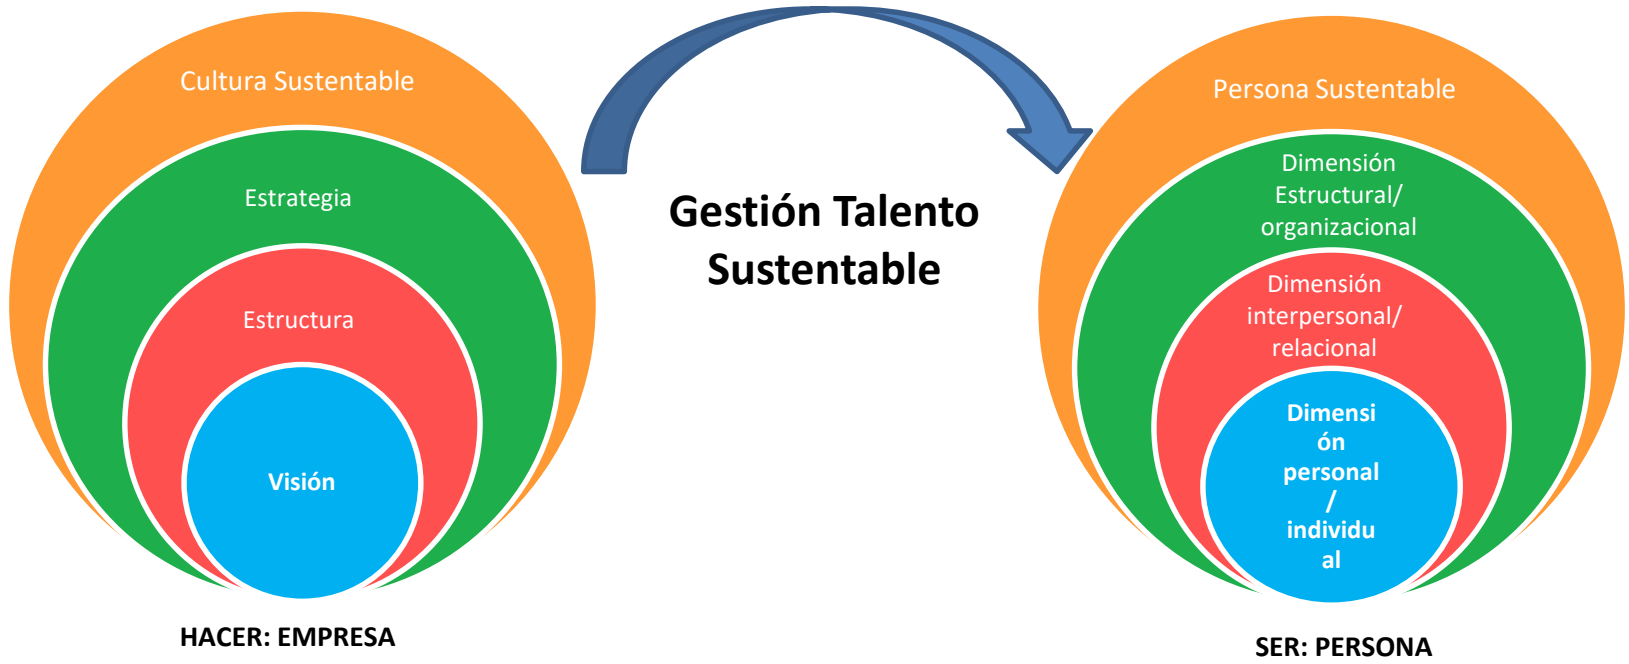 Cultura Sustentable
Estrategia
Estructura
Visión
HACER: EMPRESA
Gestión Talento
Sustentable
Persona Sustentable
Dimensión
Estructural/
organizacional
Dimensión
interpersonal/
relacional
Dimensi
ón
personal
/
individu
al
SER: PERSONA